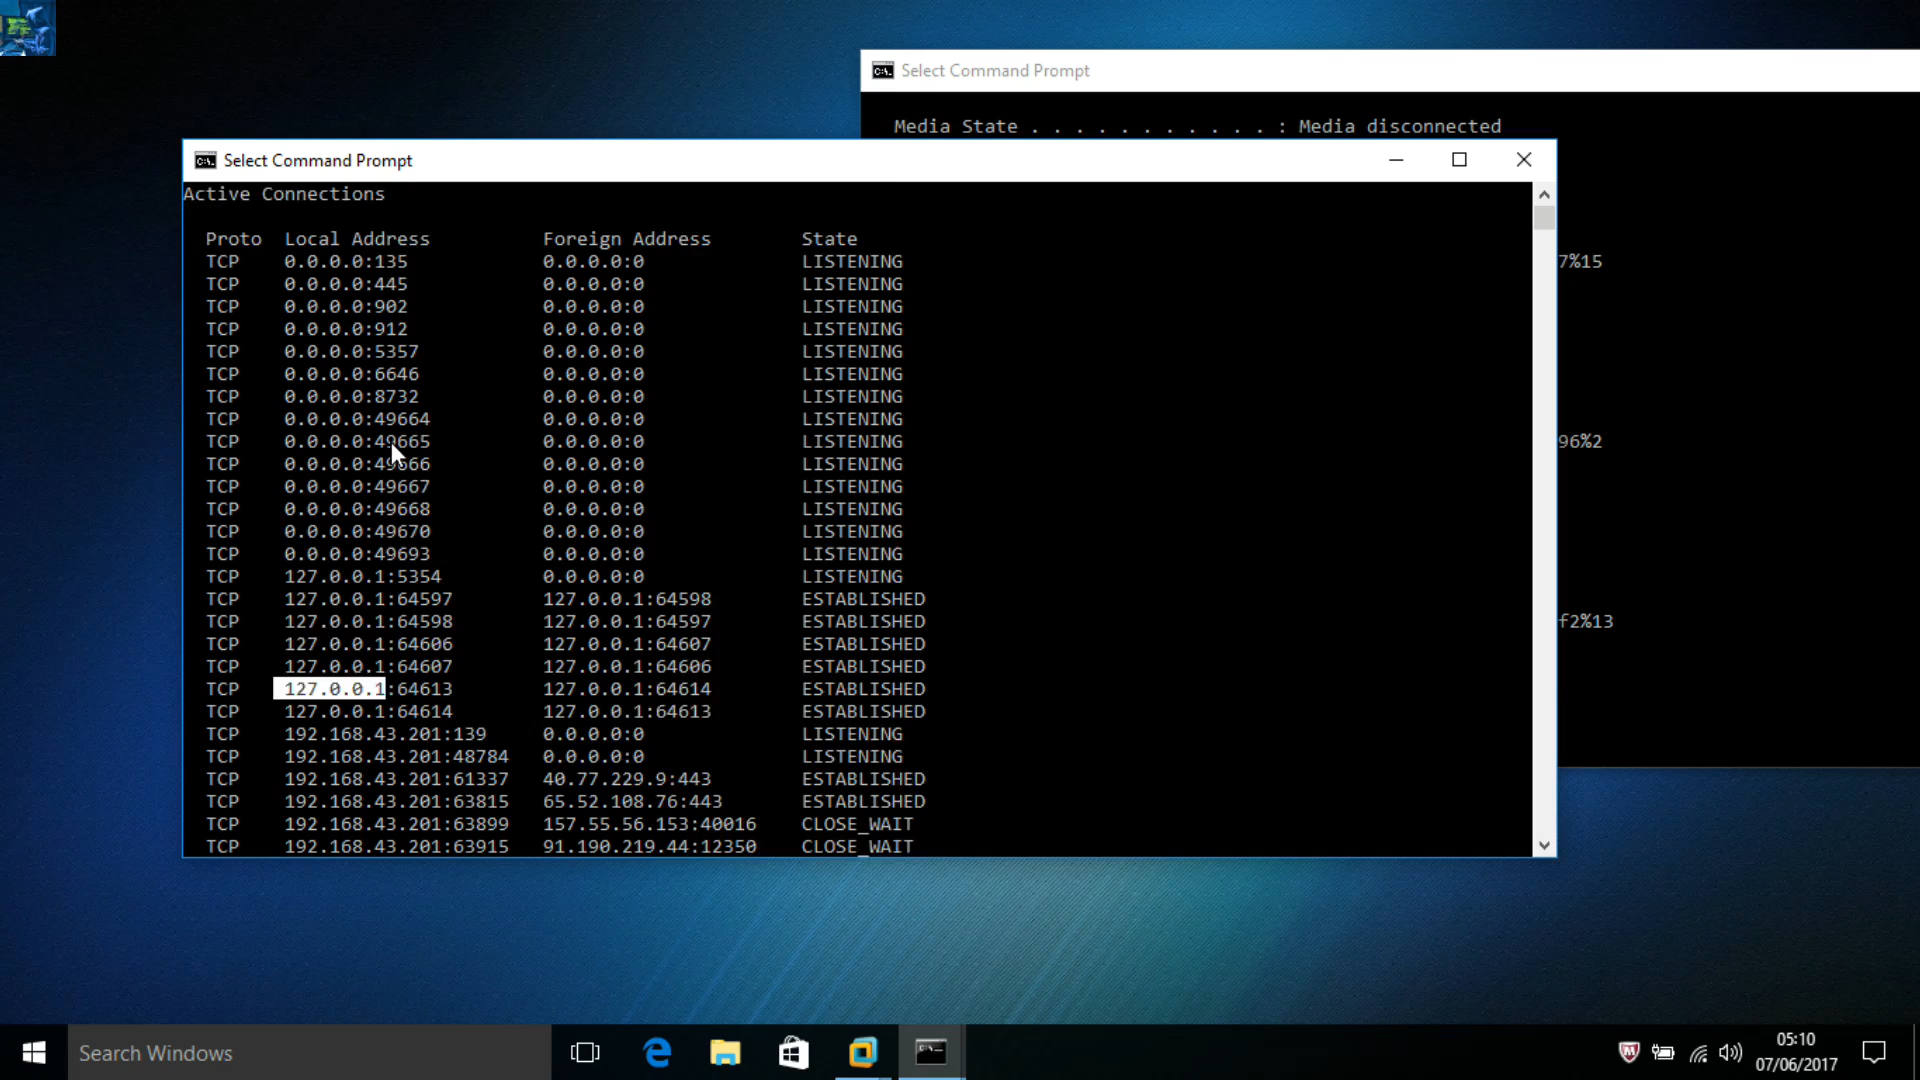 Select Command Prompt
Media State . . . . . . . . . . . : Media disconnected
Select Command Prompt
Active Connections
Proto Local Address Foreign Address State
TCP 0.0.0.0:135 0.0.0.0:0 LISTENING
TCP 0.0.0.0:445 0.0.0.0:0 LISTENING
TCP 0.0.0.0:902 0.0.0.0:0 LISTENING
TCP 0.0.0.0:912 0.0.0.0:0 LISTENING
TCP 0.0.0.0:5357 0.0.0.0:0 LISTENING
TCP 0.0.0.0:6646 0.0.0.0:0 LISTENING
TCP 0.0.0.0:8732 0.0.0.0:0 LISTENING
TCP 0.0.0.0:49664 0.0.0.0:0 LISTENING
TCP 0.0.0.0:49665 0.0.0.0:0 LISTENING
TCP 0.0.0.0:49666 0.0.0.0:0 LISTENING
TCP 0.0.0.0:49667 0.0.0.0:0 LISTENING
TCP 0.0.0.0:49668 0.0.0.0:0 LISTENING
TCP 0.0.0.0:49670 0.0.0.0:0 LISTENING
TCP 0.0.0.0:49693 0.0.0.0:0 LISTENING
TCP 127.0.0.1:5354 0.0.0.0:0 LISTENING
TCP 127.0.0.1:64597 127.0.0.1:64598 ESTABLISHED
TCP 127.0.0.1:64598 127.0.0.1:64597 ESTABLISHED
TCP 127.0.0.1:64606 127.0.0.1:64607 ESTABLISHED
TCP 127.0.0.1:64607 127.0.0.1:64606 ESTABLISHED
TCP 127.0.0.1:64613 127.0.0.1:64614 ESTABLISHED
TCP 127.0.0.1:64614 127.0.0.1:64613 ESTABLISHED
TCP 192.168.43.201:139 0.0.0.0:0 LISTENING
TCP 192.168.43.201:48784 0.0.0.0:0 LISTENING
TCP 192.168.43.201:61337 40.77.229.9:443 ESTABLISHED
TCP 192.168.43.201:63815 65.52.108.76:443 ESTABLISHED
TCP 192.168.43.201:63899 157.55.56.153:40016 CLOSE_WAIT
TCP 192.168.43.201:63915 91.190.219.44:12350 CLOSE_WAIT
7%15
96%2
f2%13
Search Windows
05:10
07/06/2017